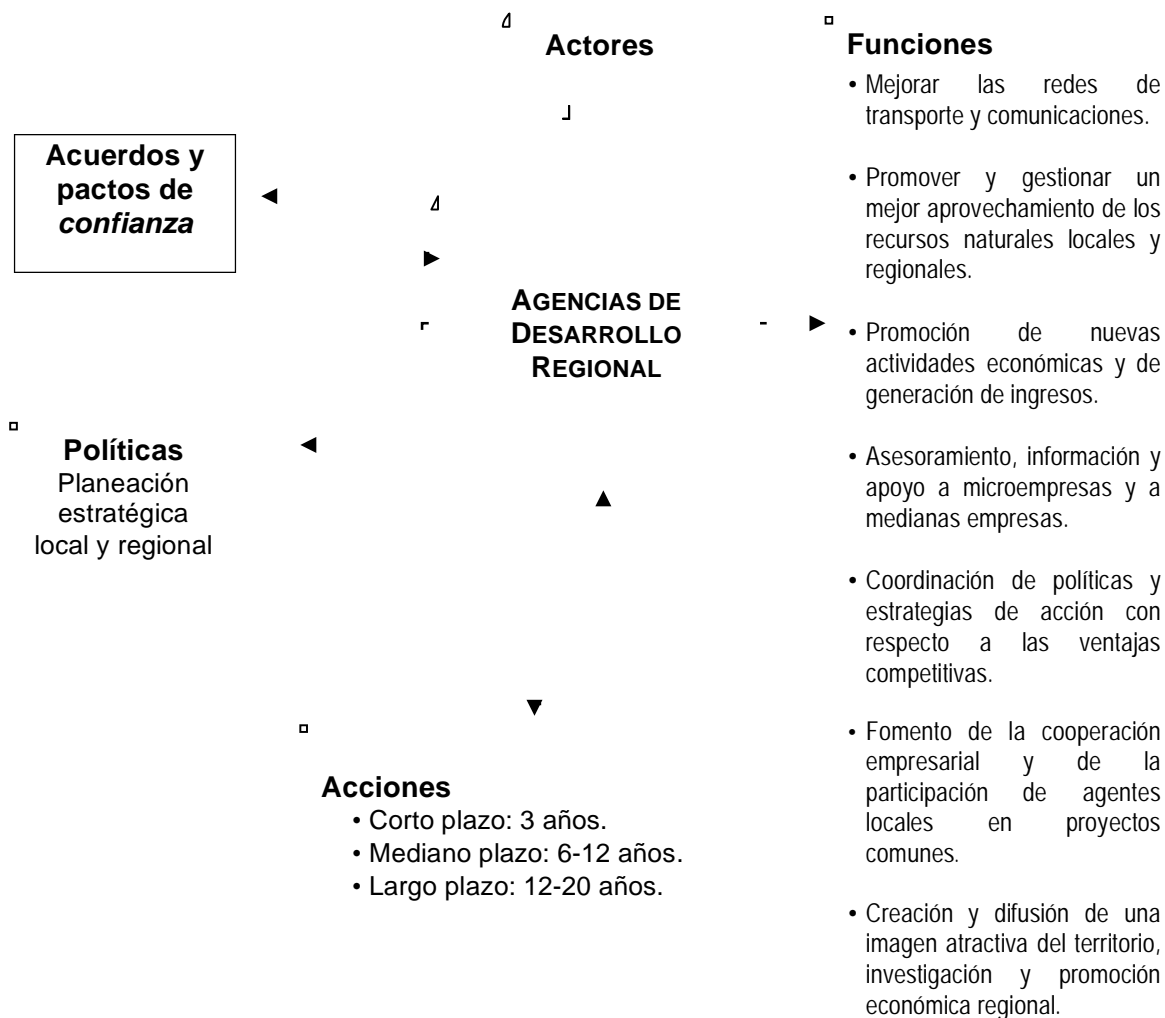 Actores
Acuerdos y
pactos de
confianza
AGENCIAS DE
DESARROLLO
REGIONAL
Políticas
Planeación
estratégica
local y regional
Acciones
• Corto plazo: 3 años.
• Mediano plazo: 6-12 años.
• Largo plazo: 12-20 años.
Funciones
• Mejorar las redes de
transporte y comunicaciones.
• Promover y gestionar un
mejor aprovechamiento de los
recursos naturales locales y
regionales.
• Promoción de nuevas
actividades económicas y de
generación de ingresos.
• Asesoramiento, información y
apoyo a microempresas y a
medianas empresas.
• Coordinación de políticas y
estrategias de acción con
respecto a las ventajas
competitivas.
• Fomento de la cooperación
empresarial y de la
participación de agentes
locales en proyectos
comunes.
• Creación y difusión de una
imagen atractiva del territorio,
investigación y promoción
económica regional.